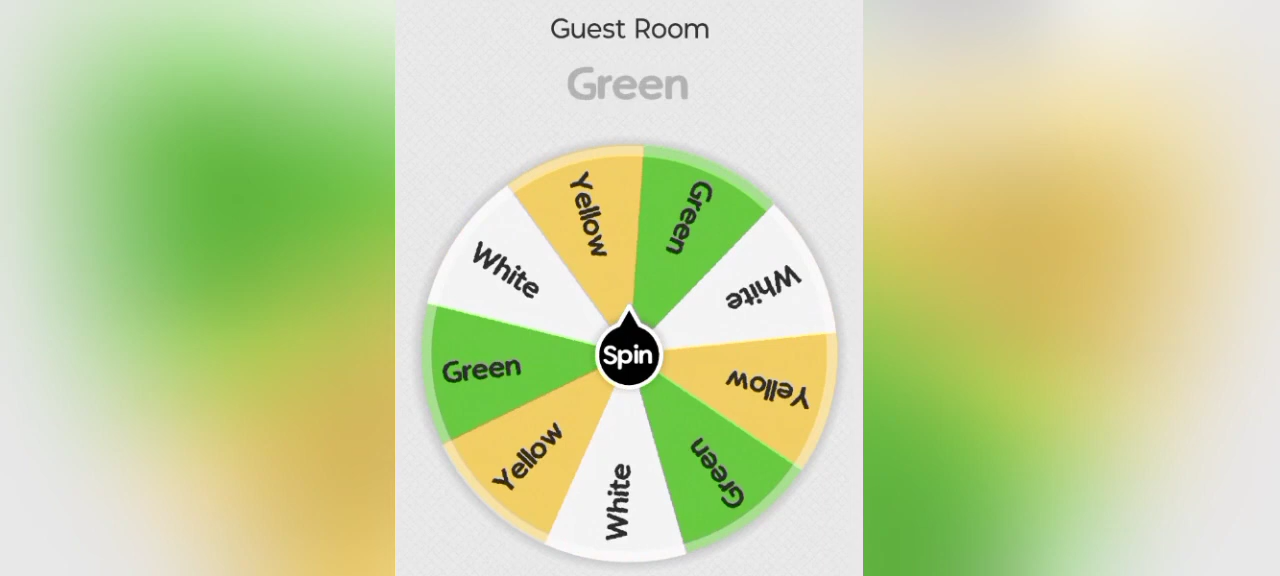 Guest Room
Green
Yellow
Green
White
White
Yellow
Green
Spin
Yellow
Green
White